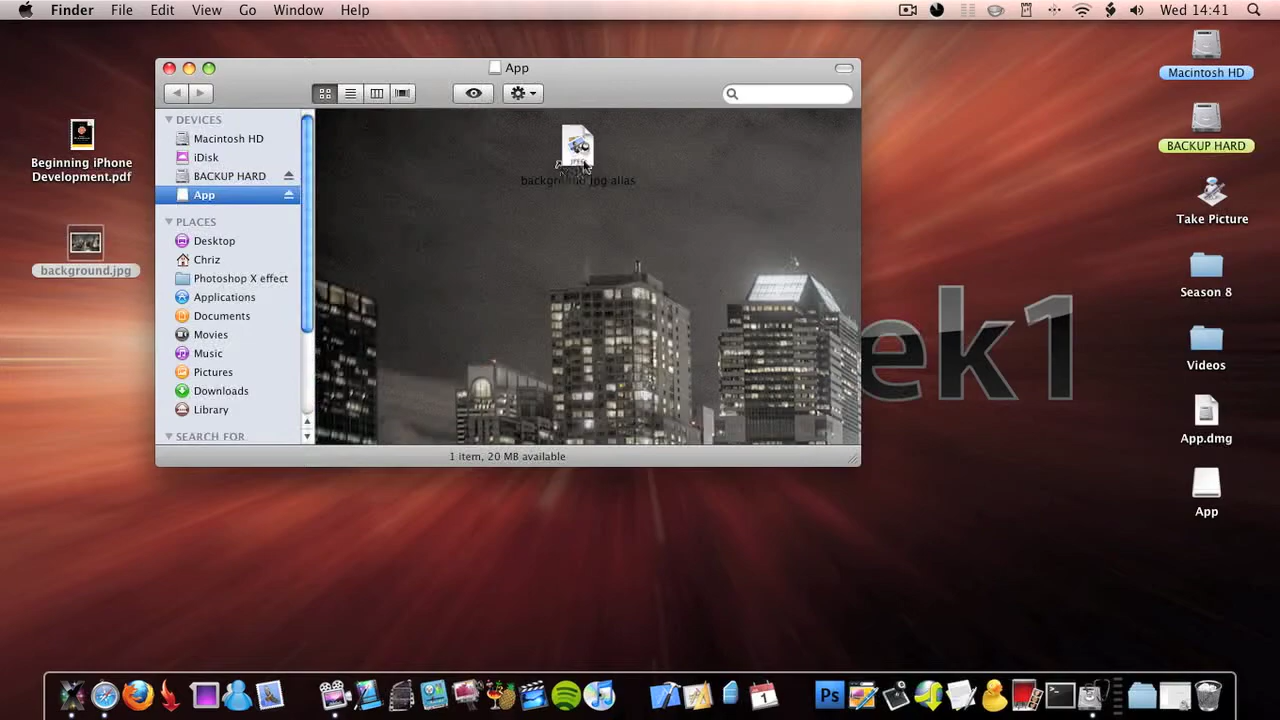 Finder File Edit View Go Window Help Wed 14:41
App
DEVICES
Macintosh HD
iDisk
BACKUP HARD
App
PLACES
Desktop
Chriz
Photoshop X effect
Applications
Documents
Movies
Music
Pictures
Downloads
Library
SEARCH FOR
background.jpg alias
1 item, 20 MB available
Beginning iPhone
Development.pdf
background.jpg
ek1
Macintosh HD
BACKUP HARD
Take Picture
Season 8
Videos
App.dmg
App
Ps